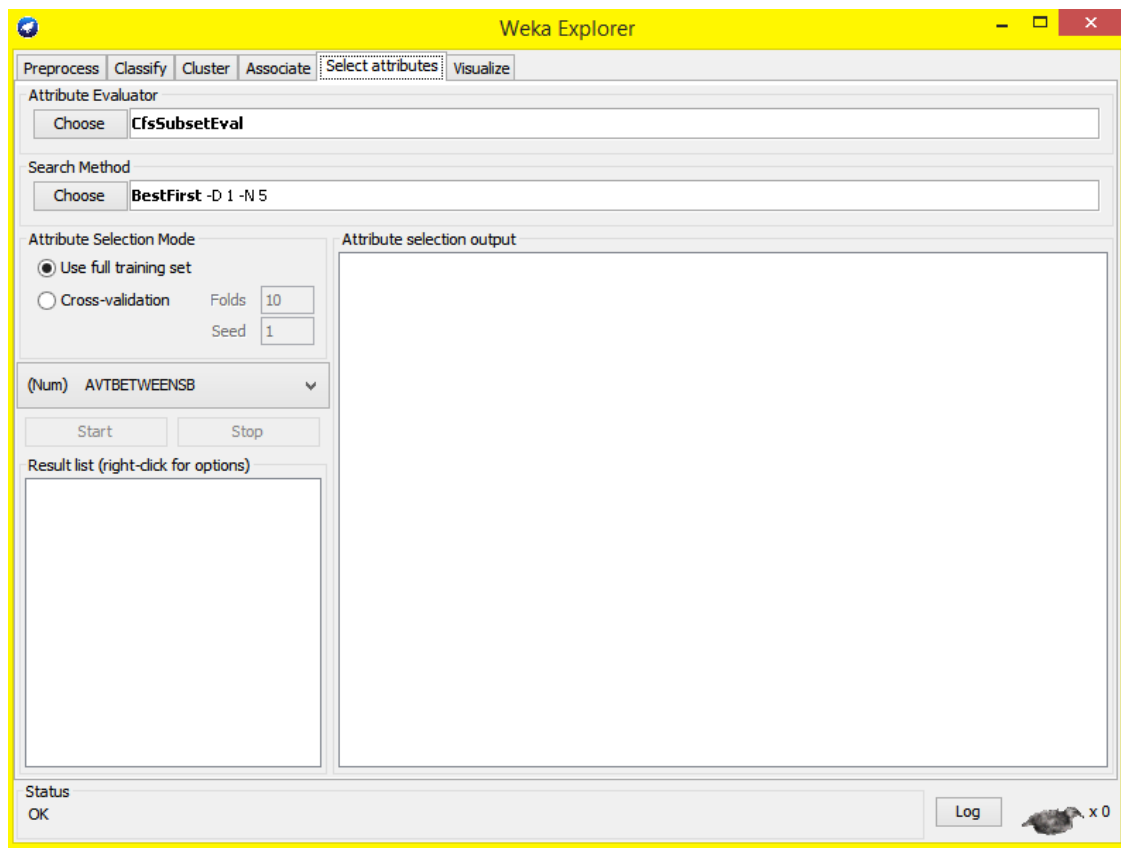 Weka Explorer
Preprocess Classify Cluster Associate Select attributes Visualize
Attribute Evaluator
Choose CfsSubsetEval
Search Method
Choose BestFirst -D 1 -N 5
Attribute Selection Mode
Use full training set
Cross-validation Folds 10
Seed 1
(Num) AVTBETWEENSB
Start Stop
Result list (right-click for options)
Attribute selection output
Status
OK
Log x 0